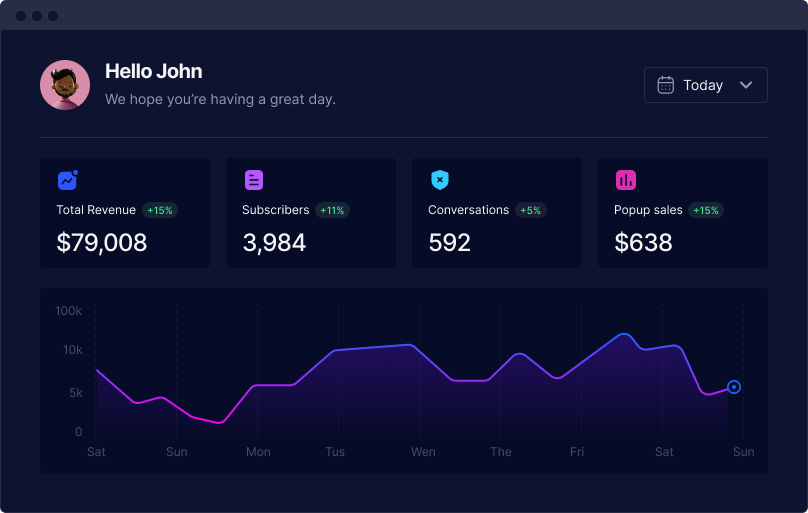 Hello John
We hope you’re having a great day.
Today
Total Revenue +15%
$79,008
Subscribers +11%
3,984
Conversations +5%
592
Popup sales +15%
$638
100k
10k
5k
0
Sat Sun Mon Tus Wen The Fri Sat Sun